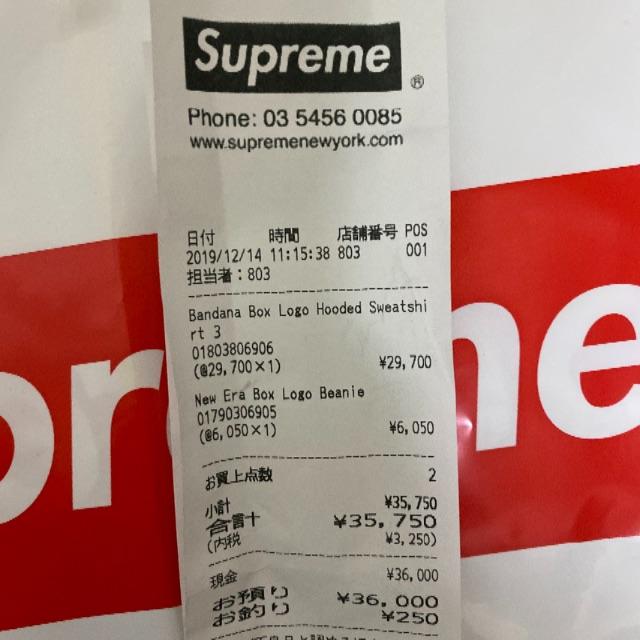 Supreme
®
Phone: 03 5456 0085
www.supremenewyork.com
日付 時間 店舗番号 POS
2019/12/14 11:15:38 803 001
担当者：803
Bandana Box Logo Hooded Sweatshi
rt 3
01803806906
(@29,700×1) ¥29,700
New Era Box Logo Beanie
01790306905
(@6,050×1) ¥6,050
お買上点数 2
小計 ¥35,750
合計 ¥35,750
(内税 ¥3,250)
現金 ¥36,000
お預り ¥36,000
お釣り ¥250
or
me